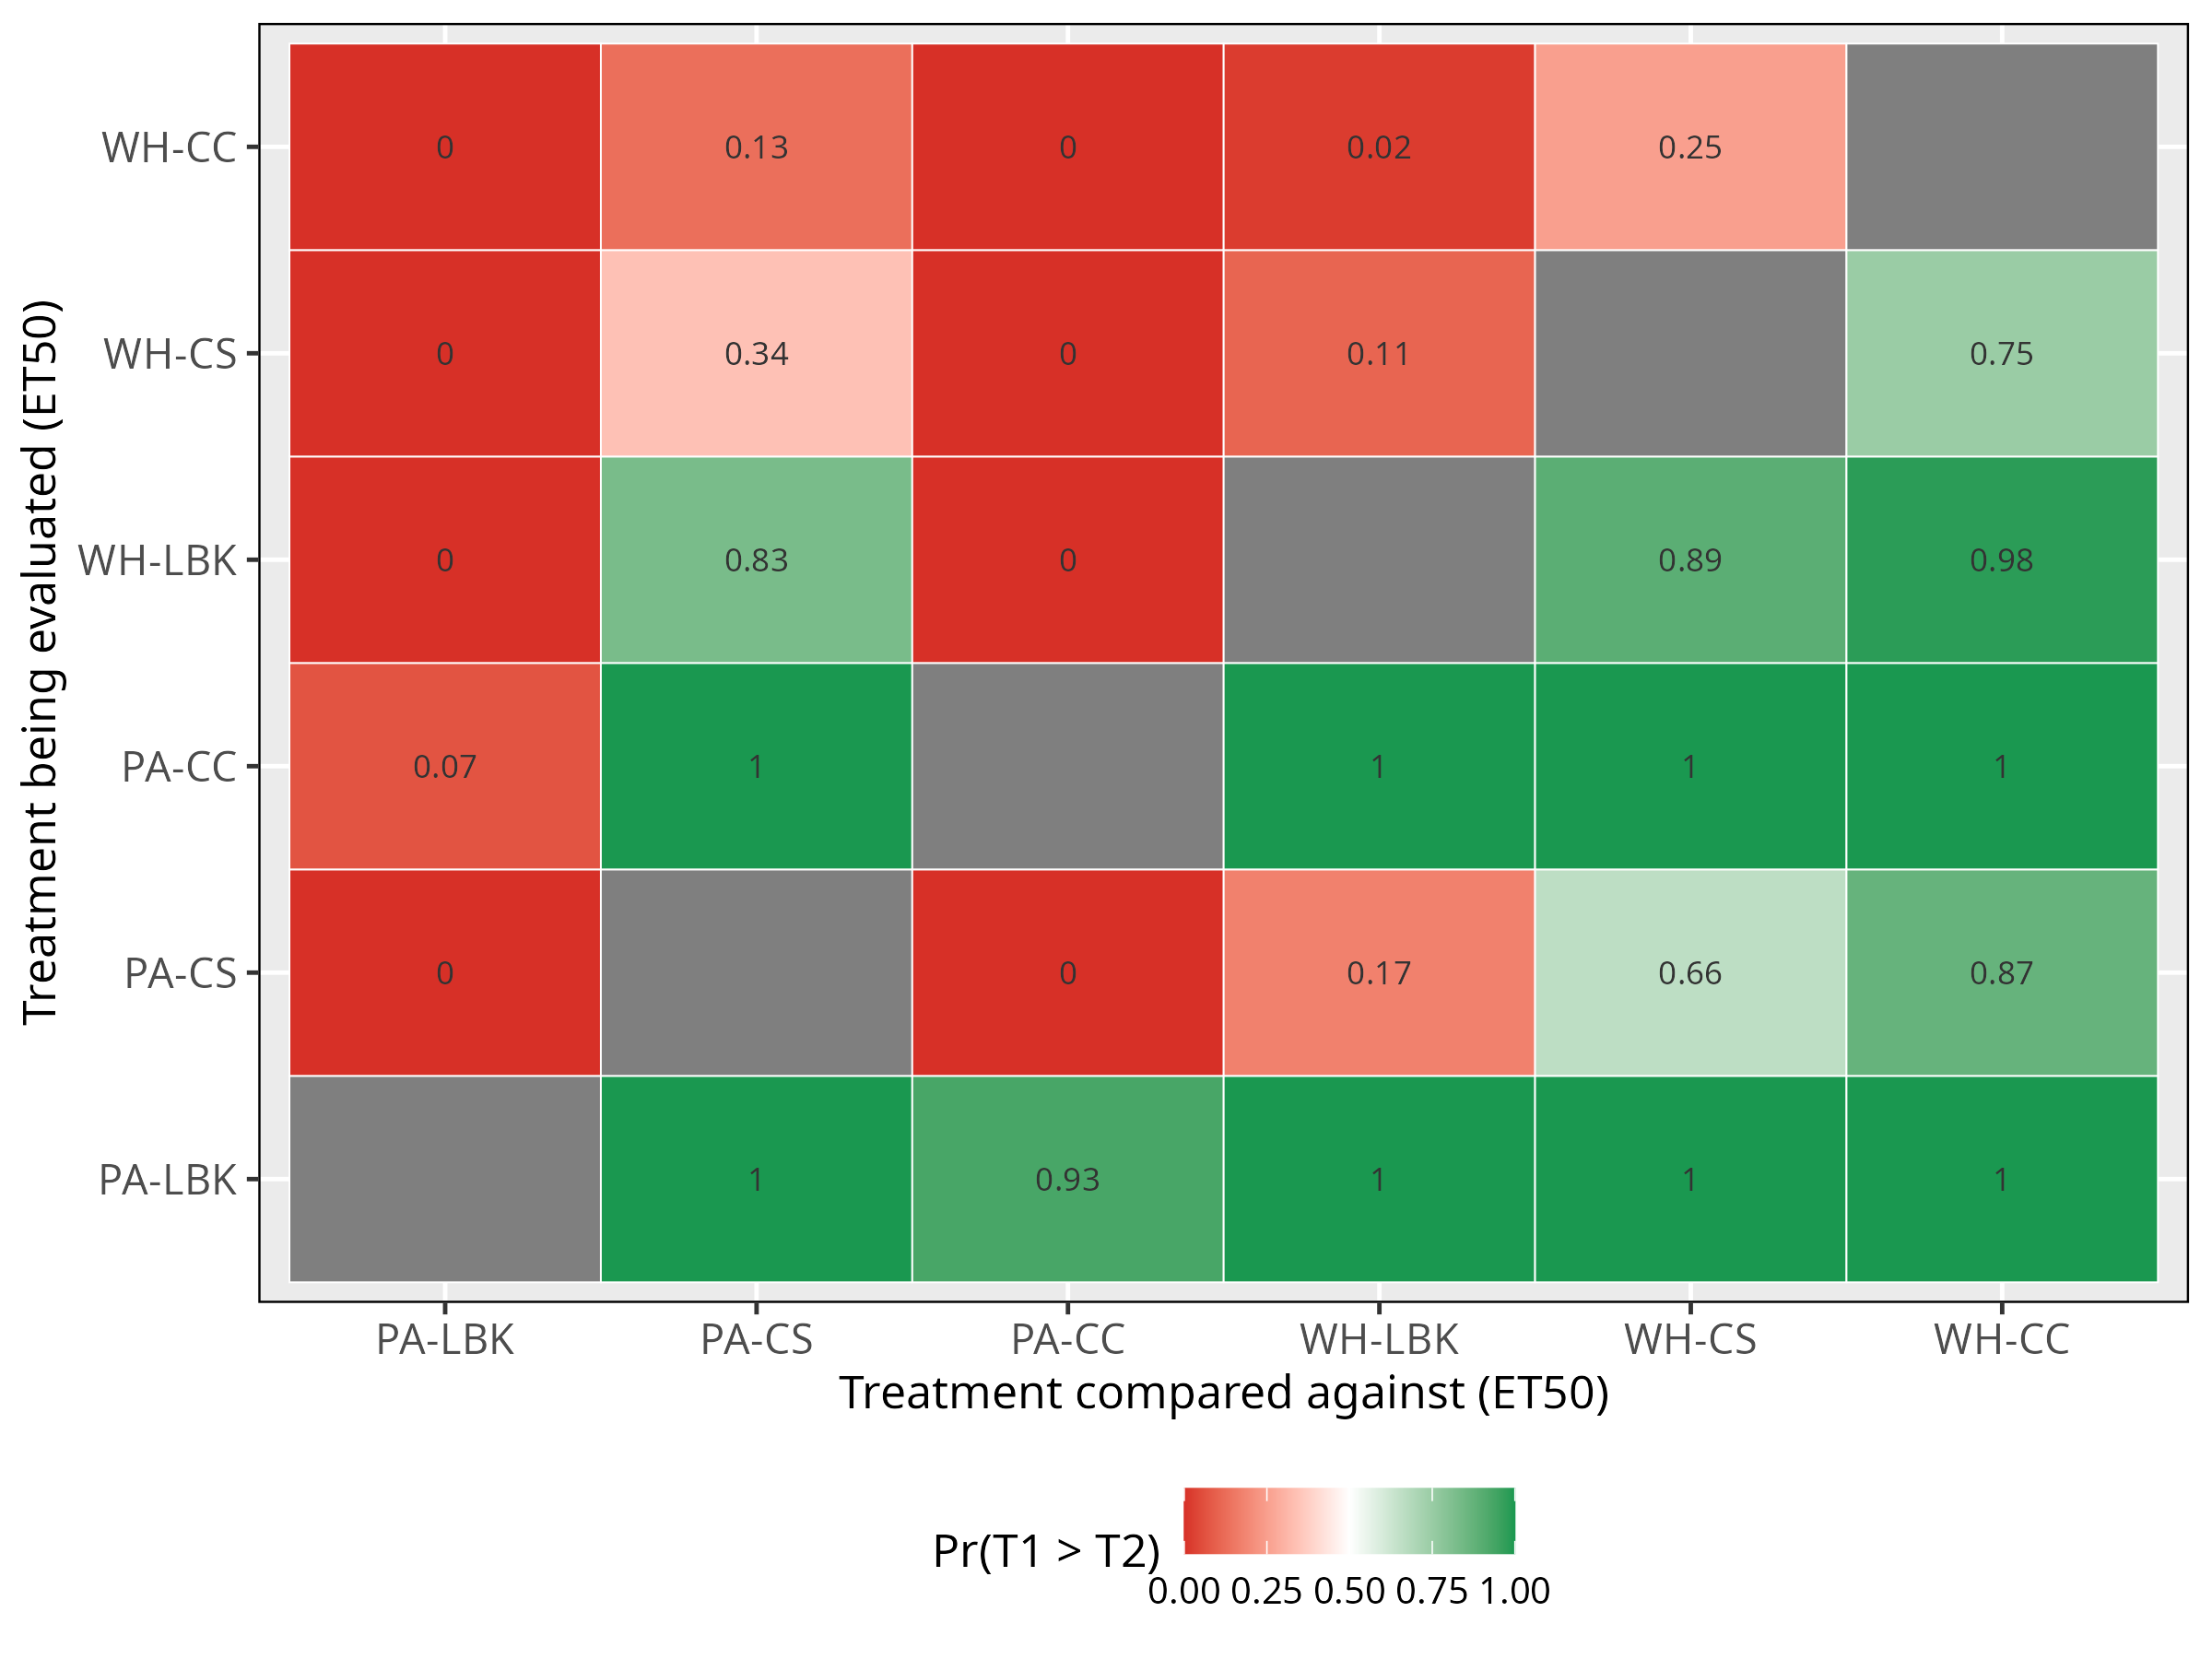 Treatment being evaluated (ET50)
WH-CC 0 0.13 0 0.02 0.25
WH-CS 0 0.34 0 0.11 0.75
WH-LBK 0 0.83 0 0.89 0.98
PA-CC 0.07 1 1 1 1
PA-CS 0 0 0.17 0.66 0.87
PA-LBK 1 0.93 1 1 1
PA-LBK PA-CS PA-CC WH-LBK WH-CS WH-CC
Treatment compared against (ET50)
Pr(T1 > T2)
0.00 0.25 0.50 0.75 1.00